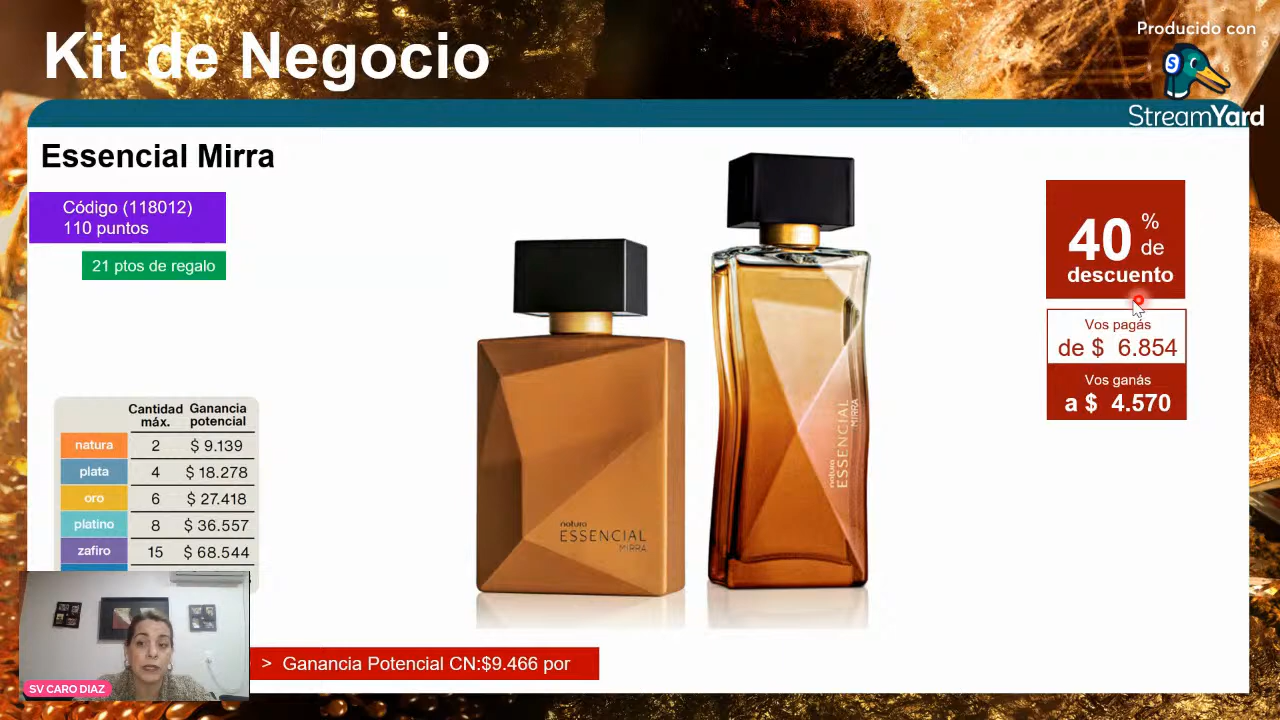 Kit de Negocio
Producido con
StreamYard
Essencial Mirra
Código (118012)
110 puntos
21 ptos de regalo
40 % de
descuento
Vos pagás
de $ 6.854
Vos ganás
a $ 4.570
Cantidad máx. Ganancia potencial
natura 2 $ 9.139
plata 4 $ 18.278
oro 6 $ 27.418
platino 8 $ 36.557
zafiro 15 $ 68.544
natura
ESSENCIAL
MIRRA
natura
ESSENCIAL
MIRRA
> Ganancia Potencial CN:$9.466 por
SV CARO DIAZ